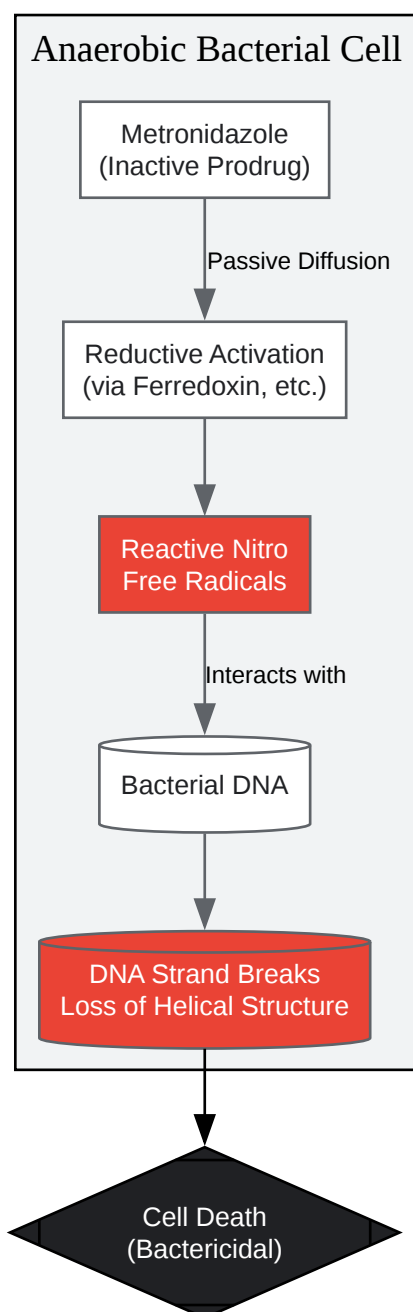 Anaerobic Bacterial Cell
Metronidazole
(Inactive Prodrug)
Passive Diffusion
Reductive Activation
(via Ferredoxin, etc.)
Reactive Nitro
Free Radicals
Interacts with
Bacterial DNA
DNA Strand Breaks
Loss of Helical Structure
Cell Death
(Bactericidal)